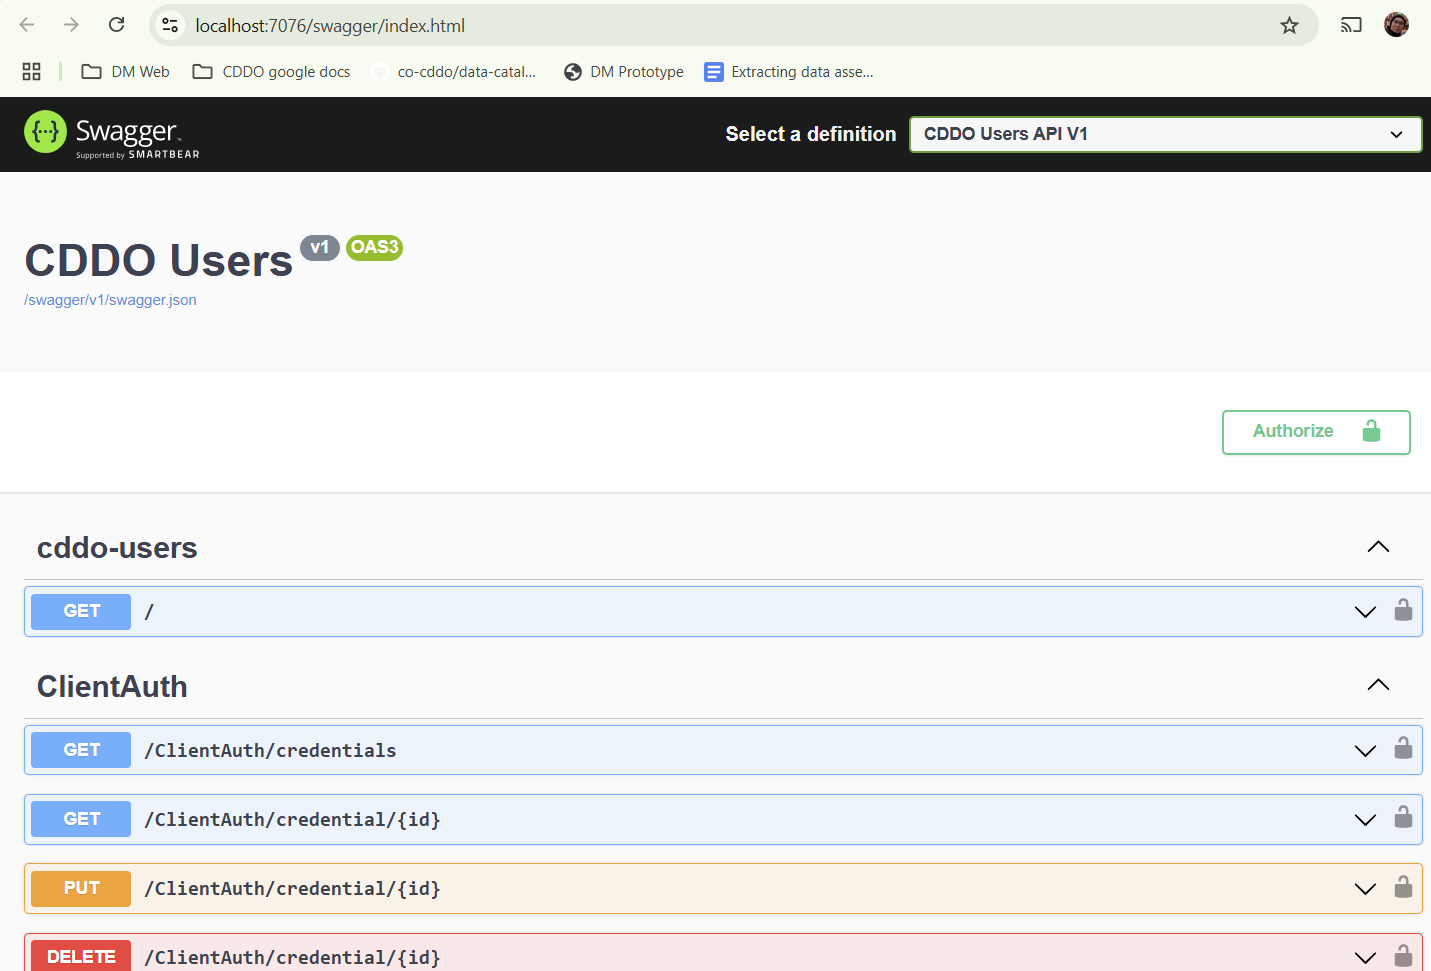 localhost:7076/swagger/index.html
DM Web CDDO google docs co-cddo/data-catal... DM Prototype Extracting data asse...
Swagger.
Supported by SMARTBEAR
Select a definition CDDO Users API V1
CDDO Users v1 OAS3
/swagger/v1/swagger.json
Authorize
cddo-users
GET /
ClientAuth
GET /ClientAuth/credentials
GET /ClientAuth/credential/{id}
PUT /ClientAuth/credential/{id}
DELETE /ClientAuth/credential/{id}